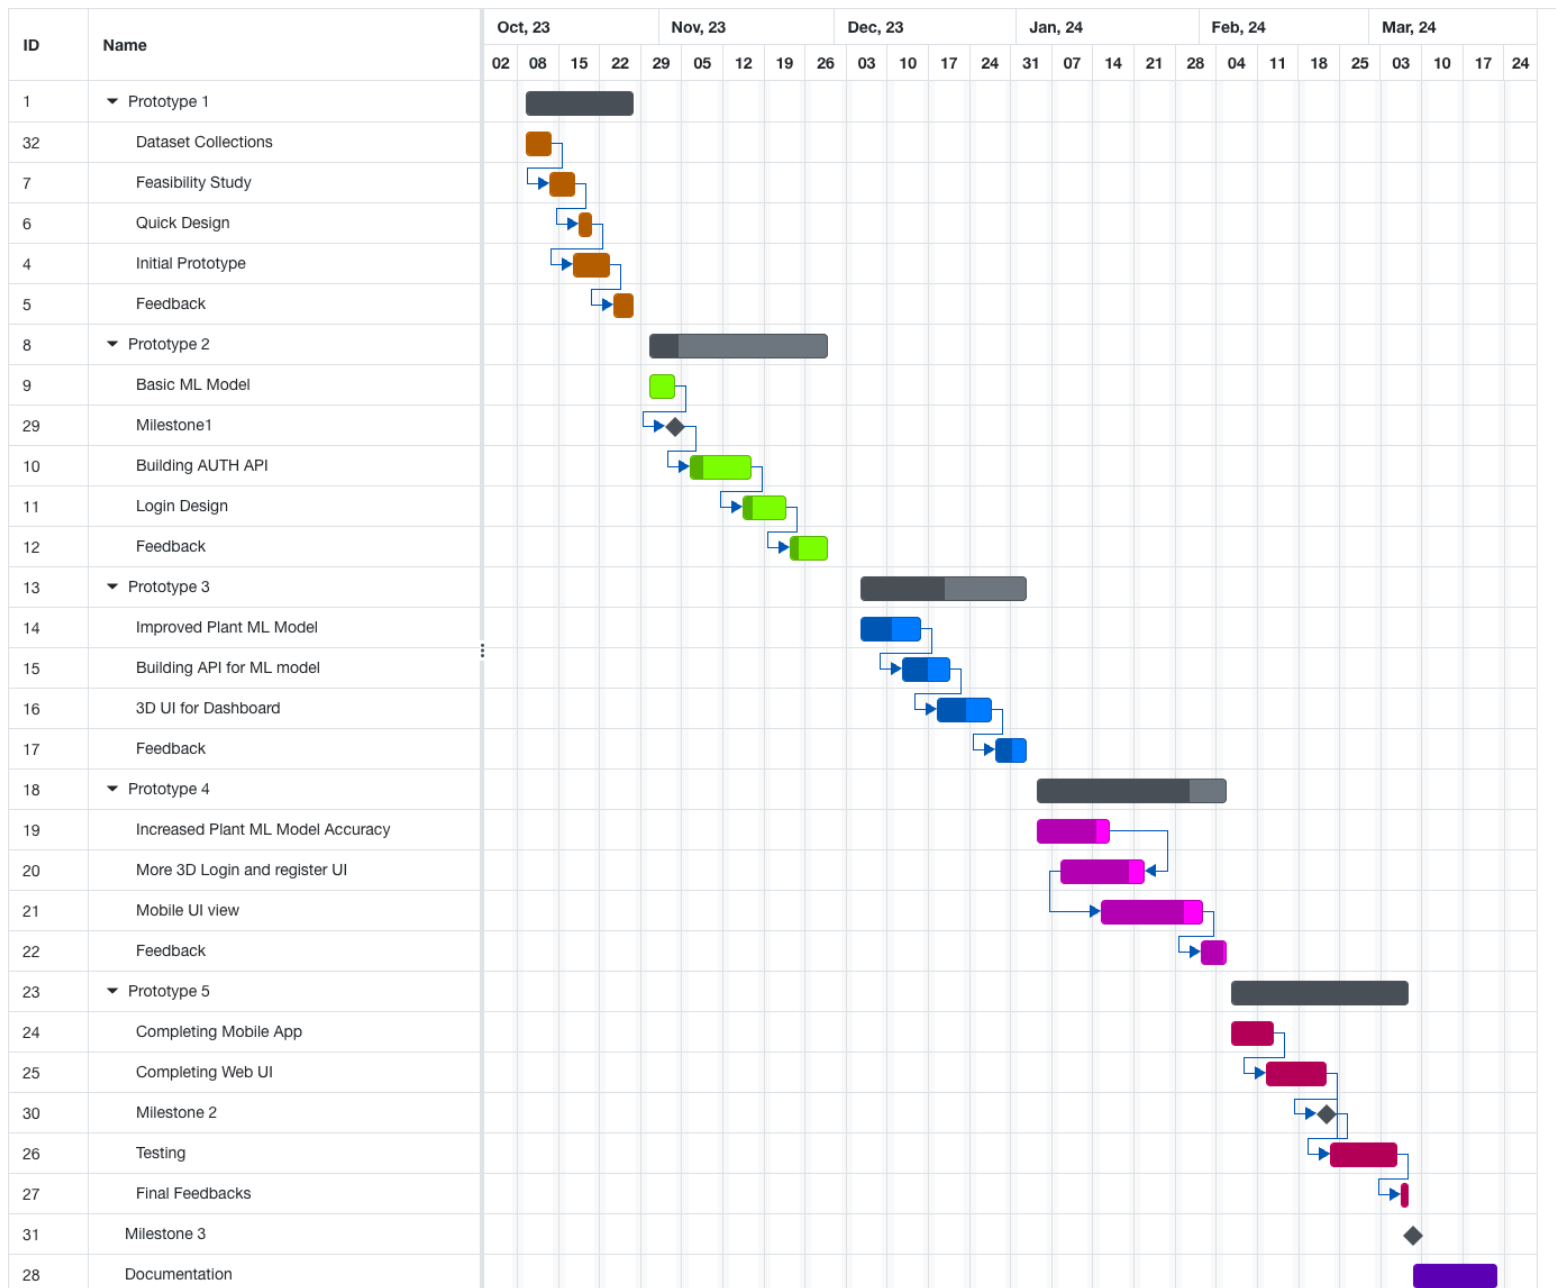 ID Name Oct, 23 Nov, 23 Dec, 23 Jan, 24 Feb, 24 Mar, 24
02 08 15 22 29 05 12 19 26 03 10 17 24 31 07 14 21 28 04 11 18 25 03 10 17 24
1 Prototype 1
32 Dataset Collections
7 Feasibility Study
6 Quick Design
4 Initial Prototype
5 Feedback
8 Prototype 2
9 Basic ML Model
29 Milestone1
10 Building AUTH API
11 Login Design
12 Feedback
13 Prototype 3
14 Improved Plant ML Model
15 Building API for ML model
16 3D UI for Dashboard
17 Feedback
18 Prototype 4
19 Increased Plant ML Model Accuracy
20 More 3D Login and register UI
21 Mobile UI view
22 Feedback
23 Prototype 5
24 Completing Mobile App
25 Completing Web UI
30 Milestone 2
26 Testing
27 Final Feedbacks
31 Milestone 3
28 Documentation